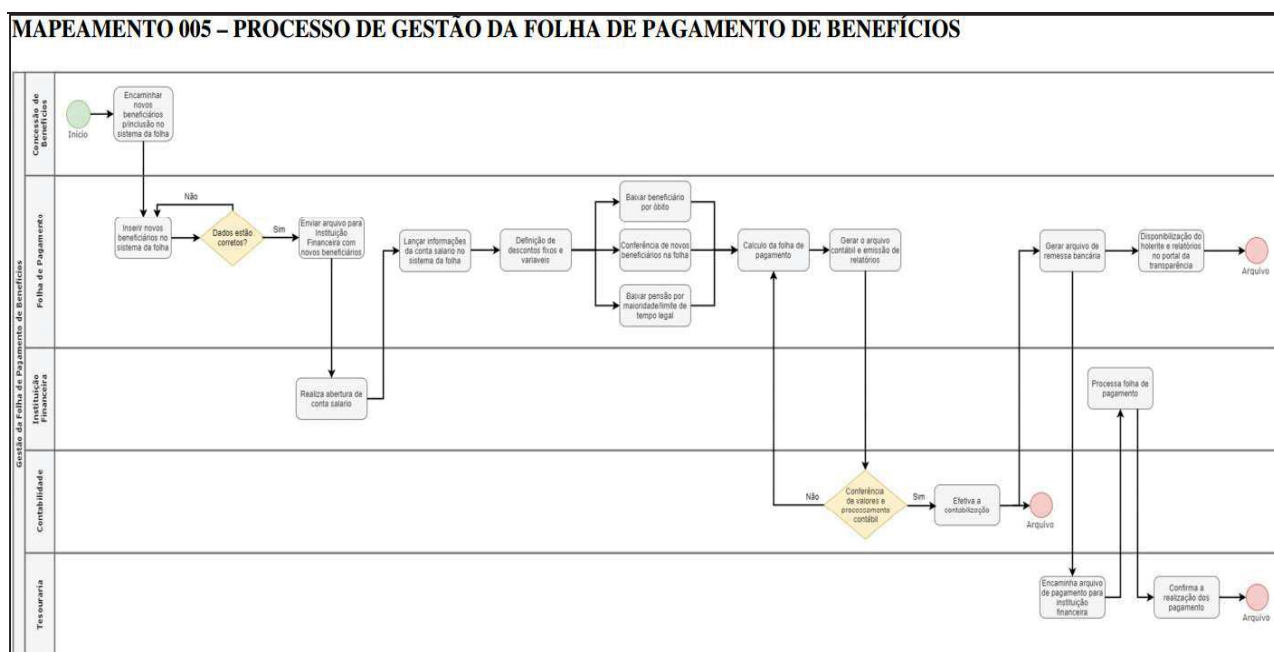 MAPEAMENTO 005 – PROCESSO DE GESTÃO DA FOLHA DE PAGAMENTO DE BENEFÍCIOS
Gestão da Folha de Pagamento de Benefícios
Concessão de
Benefícios
Início
Encaminhar
novos
beneficiários
p/inclusão no
sistema da folha
Folha de Pagamento
Inserir novos
beneficiários no
sistema da folha
Não
Dados estão
corretos?
Sim
Enviar arquivo para
Instituição
Financeira com
novos beneficiários
Lançar informações
da conta salario no
sistema da folha
Definição de
descontos fixos e
variaveis
Baixar beneficiário
por óbito
Conferência de novos
beneficiários na folha
Baixar pensão por
maioridade/limite de
tempo legal
Calculo da folha de
pagamento
Gerar o arquivo
contábil e emissão de
relatórios
Gerar arquivo de
remessa bancária
Disponibilização do
holerite e relatórios
no portal da
transparência
Arquivo
Instituição
Financeira
Realiza abertura de
conta salario
Processa folha de
pagamento
Contabilidade
Não
Conferência
de valores e
processamento
contábil
Sim
Efetiva a
contabilização
Arquivo
Tesouraria
Encaminha arquivo
de pagamento para
instituição
financeira
Confirma a
realização dos
pagamento
Arquivo